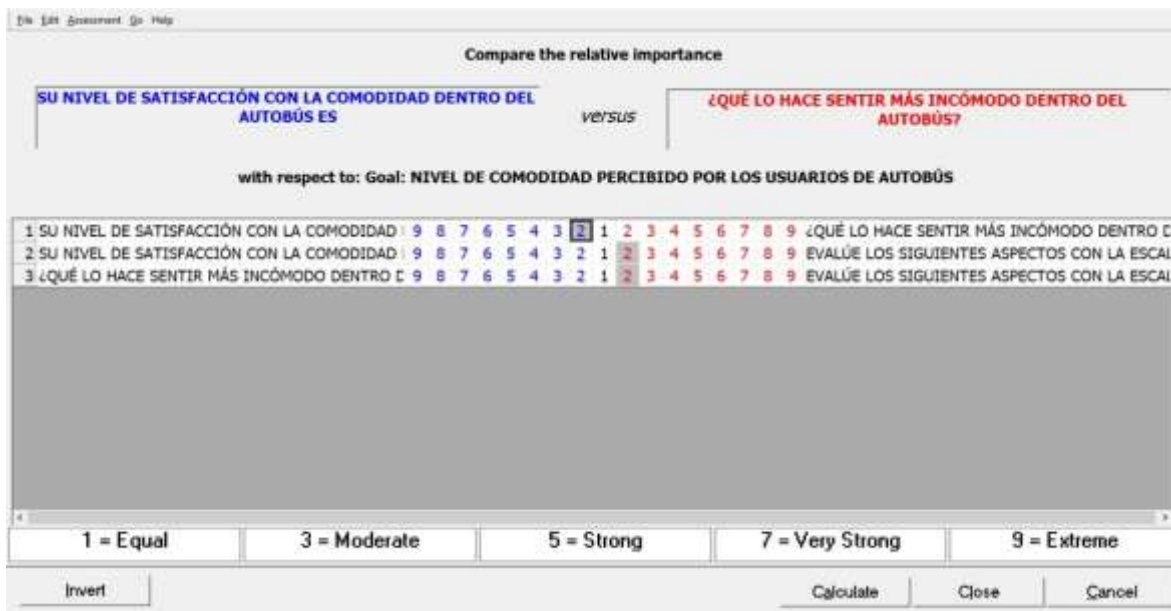 File Edit Assessment Go Help
Compare the relative importance
SU NIVEL DE SATISFACCIÓN CON LA COMODIDAD DENTRO DEL
AUTOBÚS ES
versus
¿QUÉ LO HACE SENTIR MÁS INCÓMODO DENTRO DEL
AUTOBÚS?
with respect to: Goal: NIVEL DE COMODIDAD PERCIBIDO POR LOS USUARIOS DE AUTOBÚS
1 SU NIVEL DE SATISFACCIÓN CON LA COMODIDAD 9 8 7 6 5 4 3 2 1 2 3 4 5 6 7 8 9 ¿QUÉ LO HACE SENTIR MÁS INCÓMODO DENTRO D
2 SU NIVEL DE SATISFACCIÓN CON LA COMODIDAD 9 8 7 6 5 4 3 2 1 2 3 4 5 6 7 8 9 EVALÚE LOS SIGUIENTES ASPECTOS CON LA ESCAL
3 ¿QUÉ LO HACE SENTIR MÁS INCÓMODO DENTRO D 9 8 7 6 5 4 3 2 1 2 3 4 5 6 7 8 9 EVALÚE LOS SIGUIENTES ASPECTOS CON LA ESCAL
1 = Equal 3 = Moderate 5 = Strong 7 = Very Strong 9 = Extreme
Invert Calculate Close Cancel